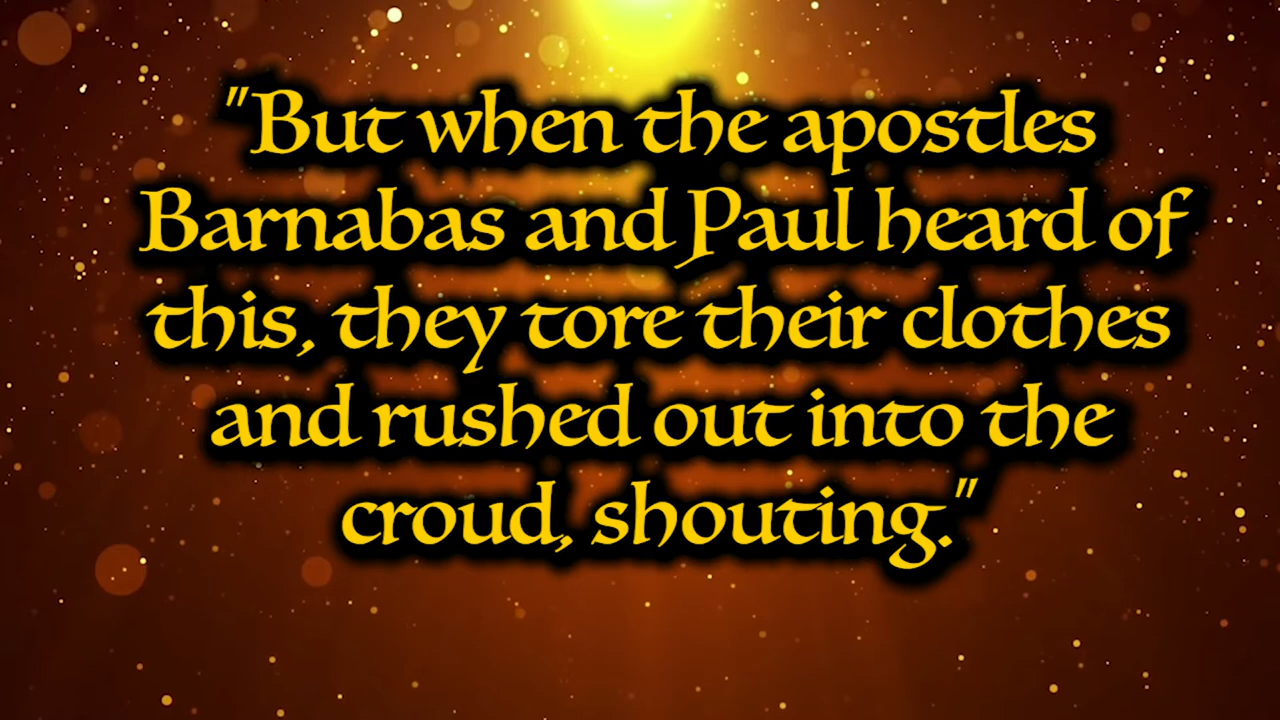 "But when the apostles
Barnabas and Paul heard of
this, they tore their clothes
and rushed out into the
croud, shouting."